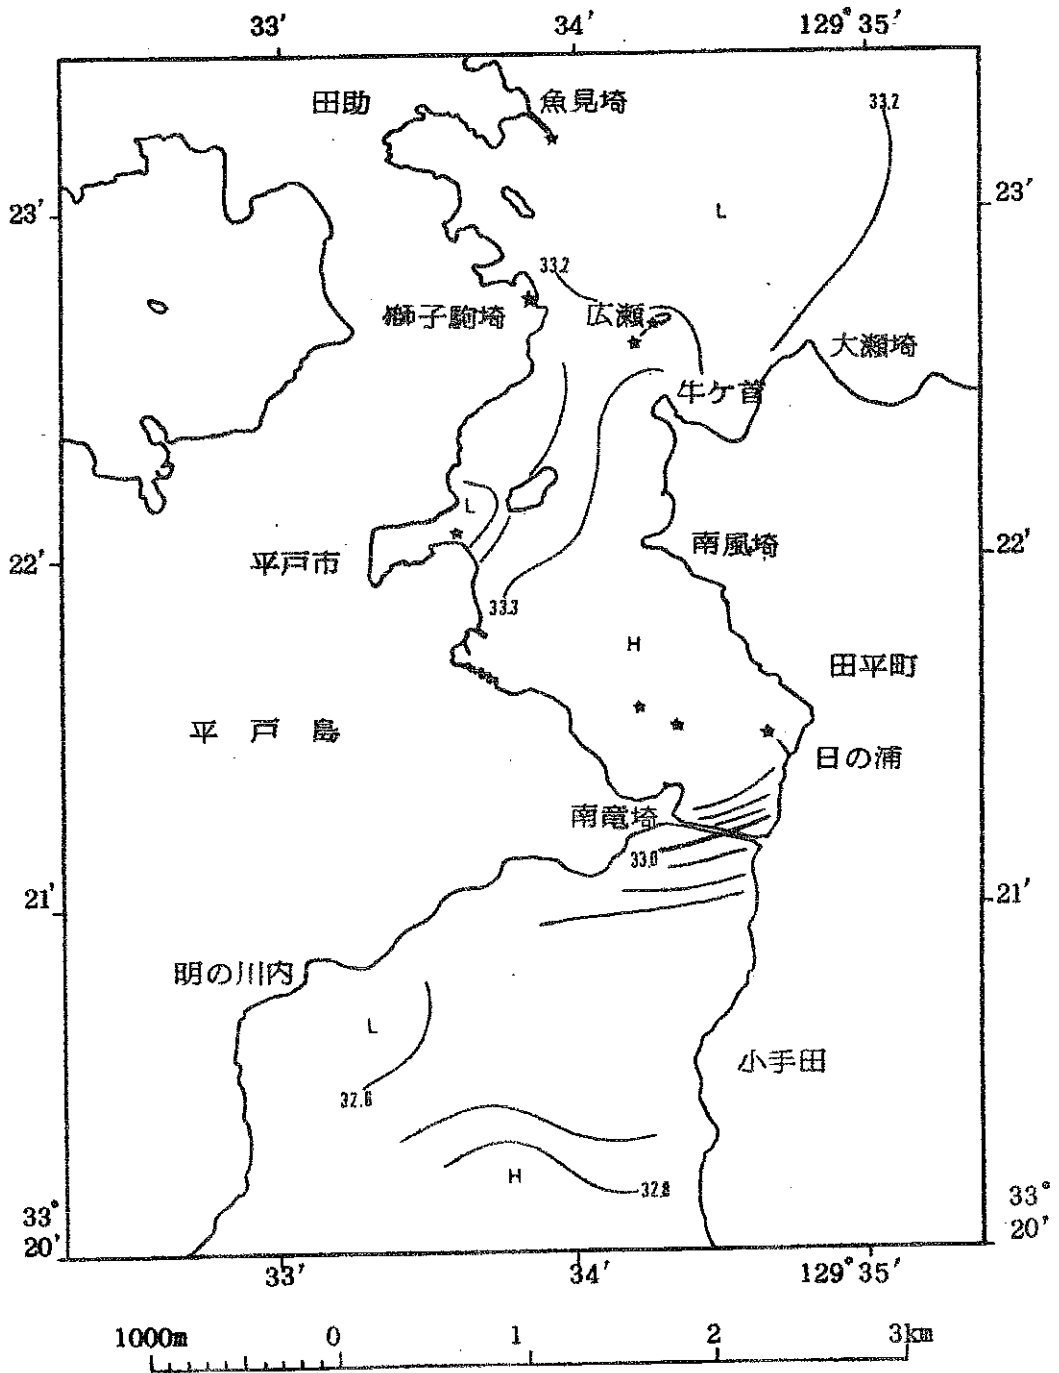 33′ 34′ 129°35′
田助 魚見埼 33.2
23′ L 23′
33.2
獅子駒埼 広瀬 大瀬埼
牛ケ首
L
平戸市 南風埼
22′ 22′
33.3
H
田平町
平戸島
日の浦
南竜埼
33.0
21′ 21′
明の川内
L
小手田
32.6
H 32.8
33° 33°
20′ 20′
33′ 34′ 129°35′
1000m 0 1 2 3km